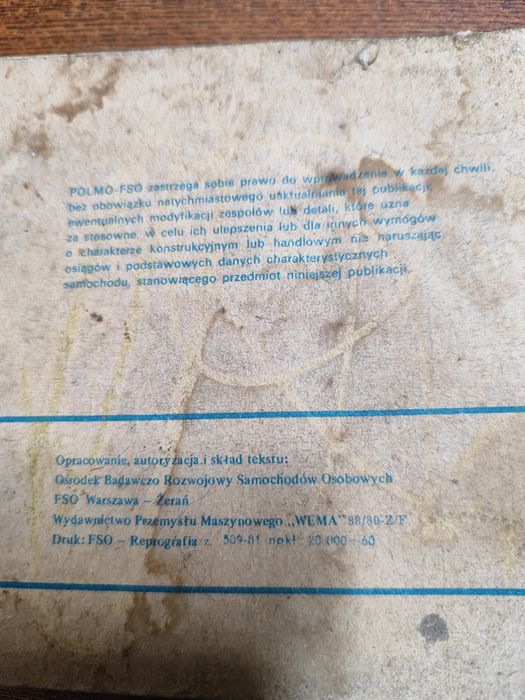 POLMO-FSO zastrzega sobie prawo do wprowadzenia w każdej chwili,
bez obowiązku natychmiastowego uaktualniania tej publikacji,
ewentualnych modyfikacji zespołów lub detali, które uzna
za stosowne, w celu ich ulepszenia lub dla innych wymogów
o charakterze konstrukcyjnym lub handlowym nie naruszając
osiągów i podstawowych danych charakterystycznych
samochodu, stanowiącego przedmiot niniejszej publikacji.
Opracowanie, autoryzacja i skład tekstu:
Ośrodek Badawczo Rozwojowy Samochodów Osobowych
FSO Warszawa – Żerań
Wydawnictwo Przemysłu Maszynowego „WEMA” 88/80-Z/F
Druk: FSO – Reprografia z. 509-81 nakł 20 000+60